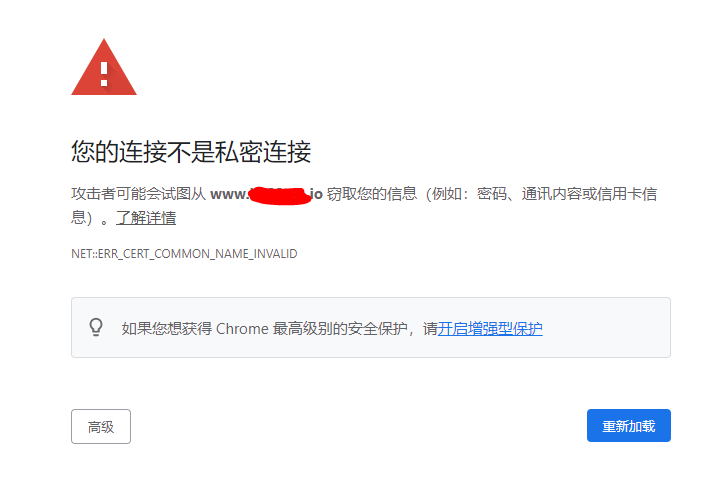 您的连接不是私密连接
攻击者可能会试图从 www. .io 窃取您的信息（例如：密码、通讯内容或信用卡信
息）。了解详情
NET::ERR_CERT_COMMON_NAME_INVALID
如果您想获得 Chrome 最高级别的安全保护，请开启增强型保护
高级
重新加载